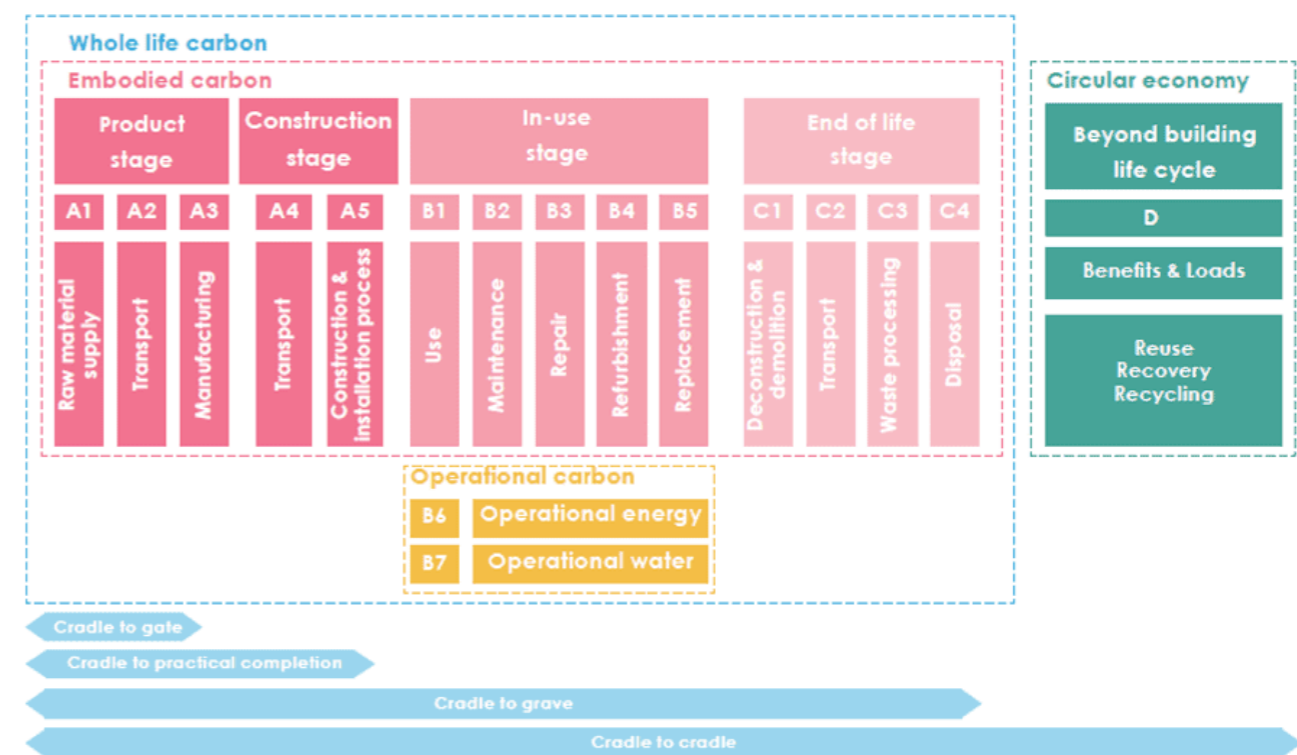 Whole life carbon
Embodied carbon
Circular economy
Product
stage
Construction
stage
In-use
stage
End of life
stage
Beyond building
life cycle
A1
A2
A3
A4
A5
B1
B2
B3
B4
B5
C1
C2
C3
C4
D
Raw material
supply
Transport
Manufacturing
Transport
Construction &
installation process
Use
Maintenance
Repair
Refurbishment
Replacement
Deconstruction &
demolition
Transport
Waste processing
Disposal
Benefits & Loads
Reuse
Recovery
Recycling
Operational carbon
B6
Operational energy
B7
Operational water
Cradle to gate
Cradle to practical completion
Cradle to grave
Cradle to cradle